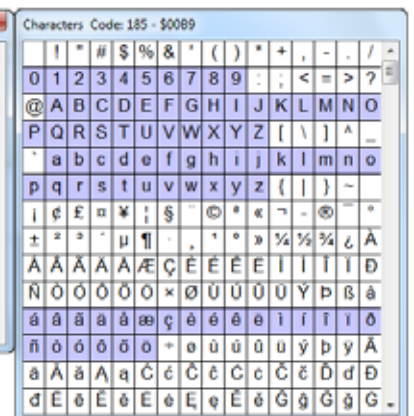 Characters Code: 185 - $00B9
! " # $ % & ' ( ) * + , - . /
0 1 2 3 4 5 6 7 8 9 : ; < = > ?
@ A B C D E F G H I J K L M N O
P Q R S T U V W X Y Z [ \ ] ^ _
` a b c d e f g h i j k l m n o
p q r s t u v w x y z { | } ~
¡ ¢ £ ¤ ¥ ¦ § ¨ © ª « ¬ - ® ¯ °
± ² ³ ´ µ ¶ · ¸ ¹ º » ¼ ½ ¾ ¿ À
Á Â Ã Ä Å Æ Ç È É Ê Ë Ì Í Î Ï Ð
Ñ Ò Ó Ô Õ Ö × Ø Ù Ú Û Ü Ý Þ ß à
á â ã ä å æ ç è é ê ë ì í î ï ð
ñ ò ó ô õ ö ÷ ø ù ú û ü ý þ ÿ Ā
ā Ă ă Ą ą Ć ć Ĉ ĉ Ċ ċ Č č Ď ď Đ
đ Ē ē Ĕ ĕ Ė ė Ę ę Ě ě Ĝ ĝ Ğ ğ Ġ